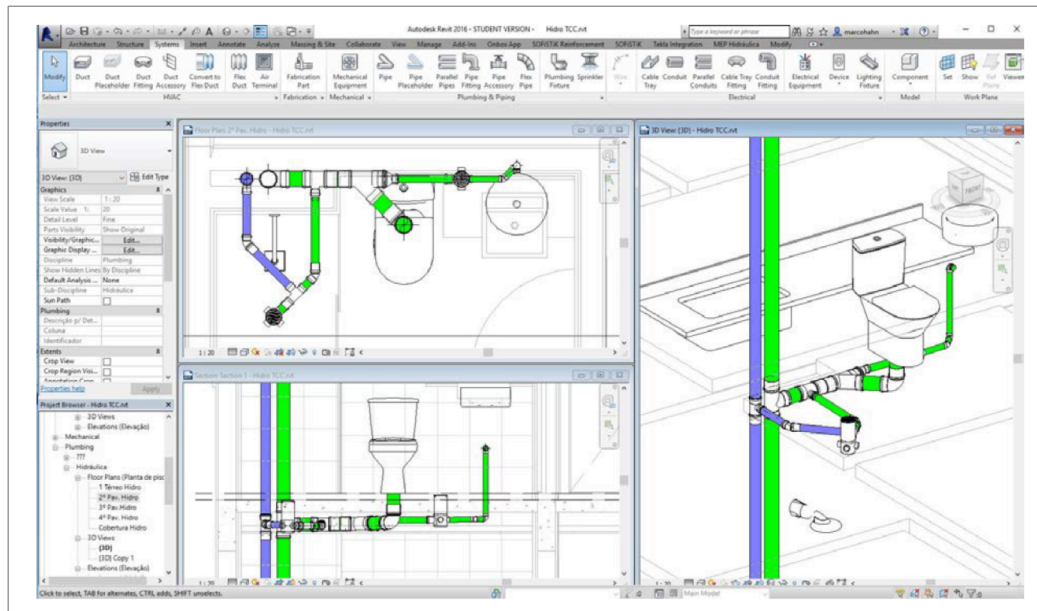 Autodesk Revit 2016 - STUDENT VERSION - Hidro TCC.rvt
Type a keyword or phrase
marcohahn
Architecture Structure Systems Insert Annotate Analyze Massing & Site Collaborate View Manage Add-Ins Onbox App SOFiSTiK Reinforcement SOFiSTiK Tekla Integration MEP Hidráulica Modify
Modify Duct Duct Placeholder Duct Fitting Duct Accessory Convert to Flex Duct Flex Duct Air Terminal Fabrication Part Mechanical Equipment Pipe Pipe Placeholder Parallel Pipes Pipe Fitting Pipe Accessory Flex Pipe Plumbing Fixture Sprinkler Wire Cable Tray Conduit Parallel Conduits Cable Tray Fitting Conduit Fitting Electrical Equipment Device Lighting Fixture Component Set Show Ref Plane Viewer
Select HVAC Fabrication Mechanical Plumbing & Piping Electrical Model Work Plane
Properties
3D View
3D View: {3D}
Edit Type
Graphics
View Scale 1 : 20
Scale Value 1: 20
Detail Level Fine
Parts Visibility Show Original
Visibility/Graphic... Edit...
Graphic Display ... Edit...
Discipline Plumbing
Show Hidden Lines By Discipline
Default Analysis ... None
Sub-Discipline Hidráulica
Sun Path
Plumbing
Descrição p/ Det...
Coluna
Identificador
Extents
Crop View
Crop Region Visi...
Annotation Crop
Properties help
Apply
Project Browser - Hidro TCC.rvt
3D Views
Elevations (Elevação)
Mechanical
Plumbing
???
Hidráulica
Floor Plans (Planta de pisc
1 Térreo Hidro
2º Pav. Hidro
3º Pav.Hidro
4º Pav. Hidro
Cobertura Hidro
3D Views
{3D}
{3D} Copy 1
Elevations (Elevação)
Floor Plan: 2º Pav. Hidro - Hidro TCC.rvt
1 : 20
Section: Section 1 - Hidro TCC.rvt
1 : 20
3D View: {3D} - Hidro TCC.rvt
FRONT
1 : 20
Click to select, TAB for alternates, CTRL adds, SHIFT unselects.
:0
Main Model
:0